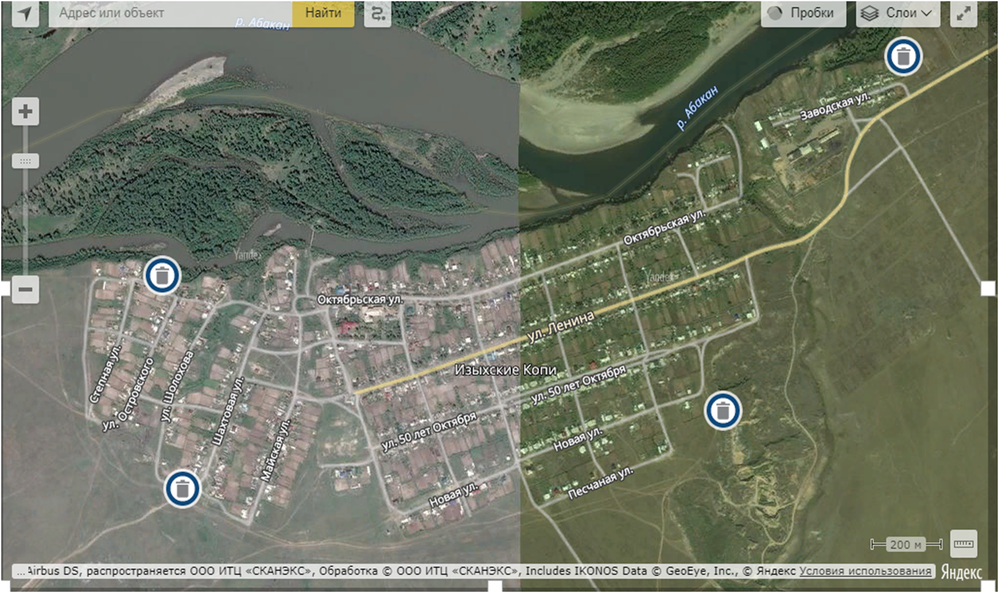 Адрес или объект
Найти
Пробки
Слои
р. Абакан
р. Абакан
Заводская ул.
Октябрьская ул.
Yandex
Yandex
Октябрьская ул.
ул. Ленина
Изыхские Копи
Степная ул.
ул. Островского
ул. Шолохова
Шахтовая ул.
Майская ул.
ул. 50 лет Октября
ул. 50 лет Октября
Новая ул.
Новая ул.
Песчаная ул.
200 м
...Airbus DS, распространяется ООО ИТЦ «СКАНЭКС», Обработка © ООО ИТЦ «СКАНЭКС», Includes IKONOS Data © GeoEye, Inc., © Яндекс Условия использования
Яндекс